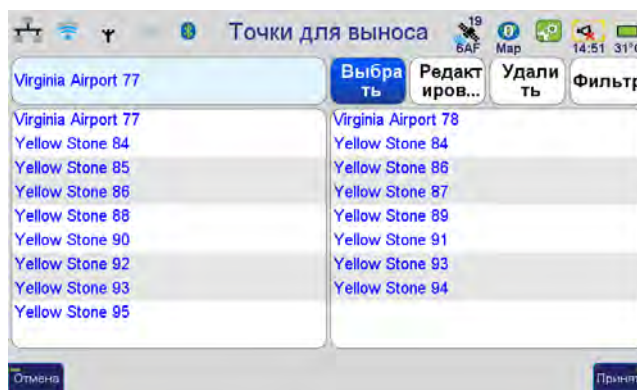 Точки для выноса
19
6AF
Map
14:51 31°
Virginia Airport 77
Выбра
ть
Редакт
иров...
Удали
ть
Фильтр
Virginia Airport 77
Yellow Stone 84
Yellow Stone 85
Yellow Stone 86
Yellow Stone 88
Yellow Stone 90
Yellow Stone 92
Yellow Stone 93
Yellow Stone 95
Virginia Airport 78
Yellow Stone 84
Yellow Stone 86
Yellow Stone 87
Yellow Stone 89
Yellow Stone 91
Yellow Stone 93
Yellow Stone 94
Отмена
Принят